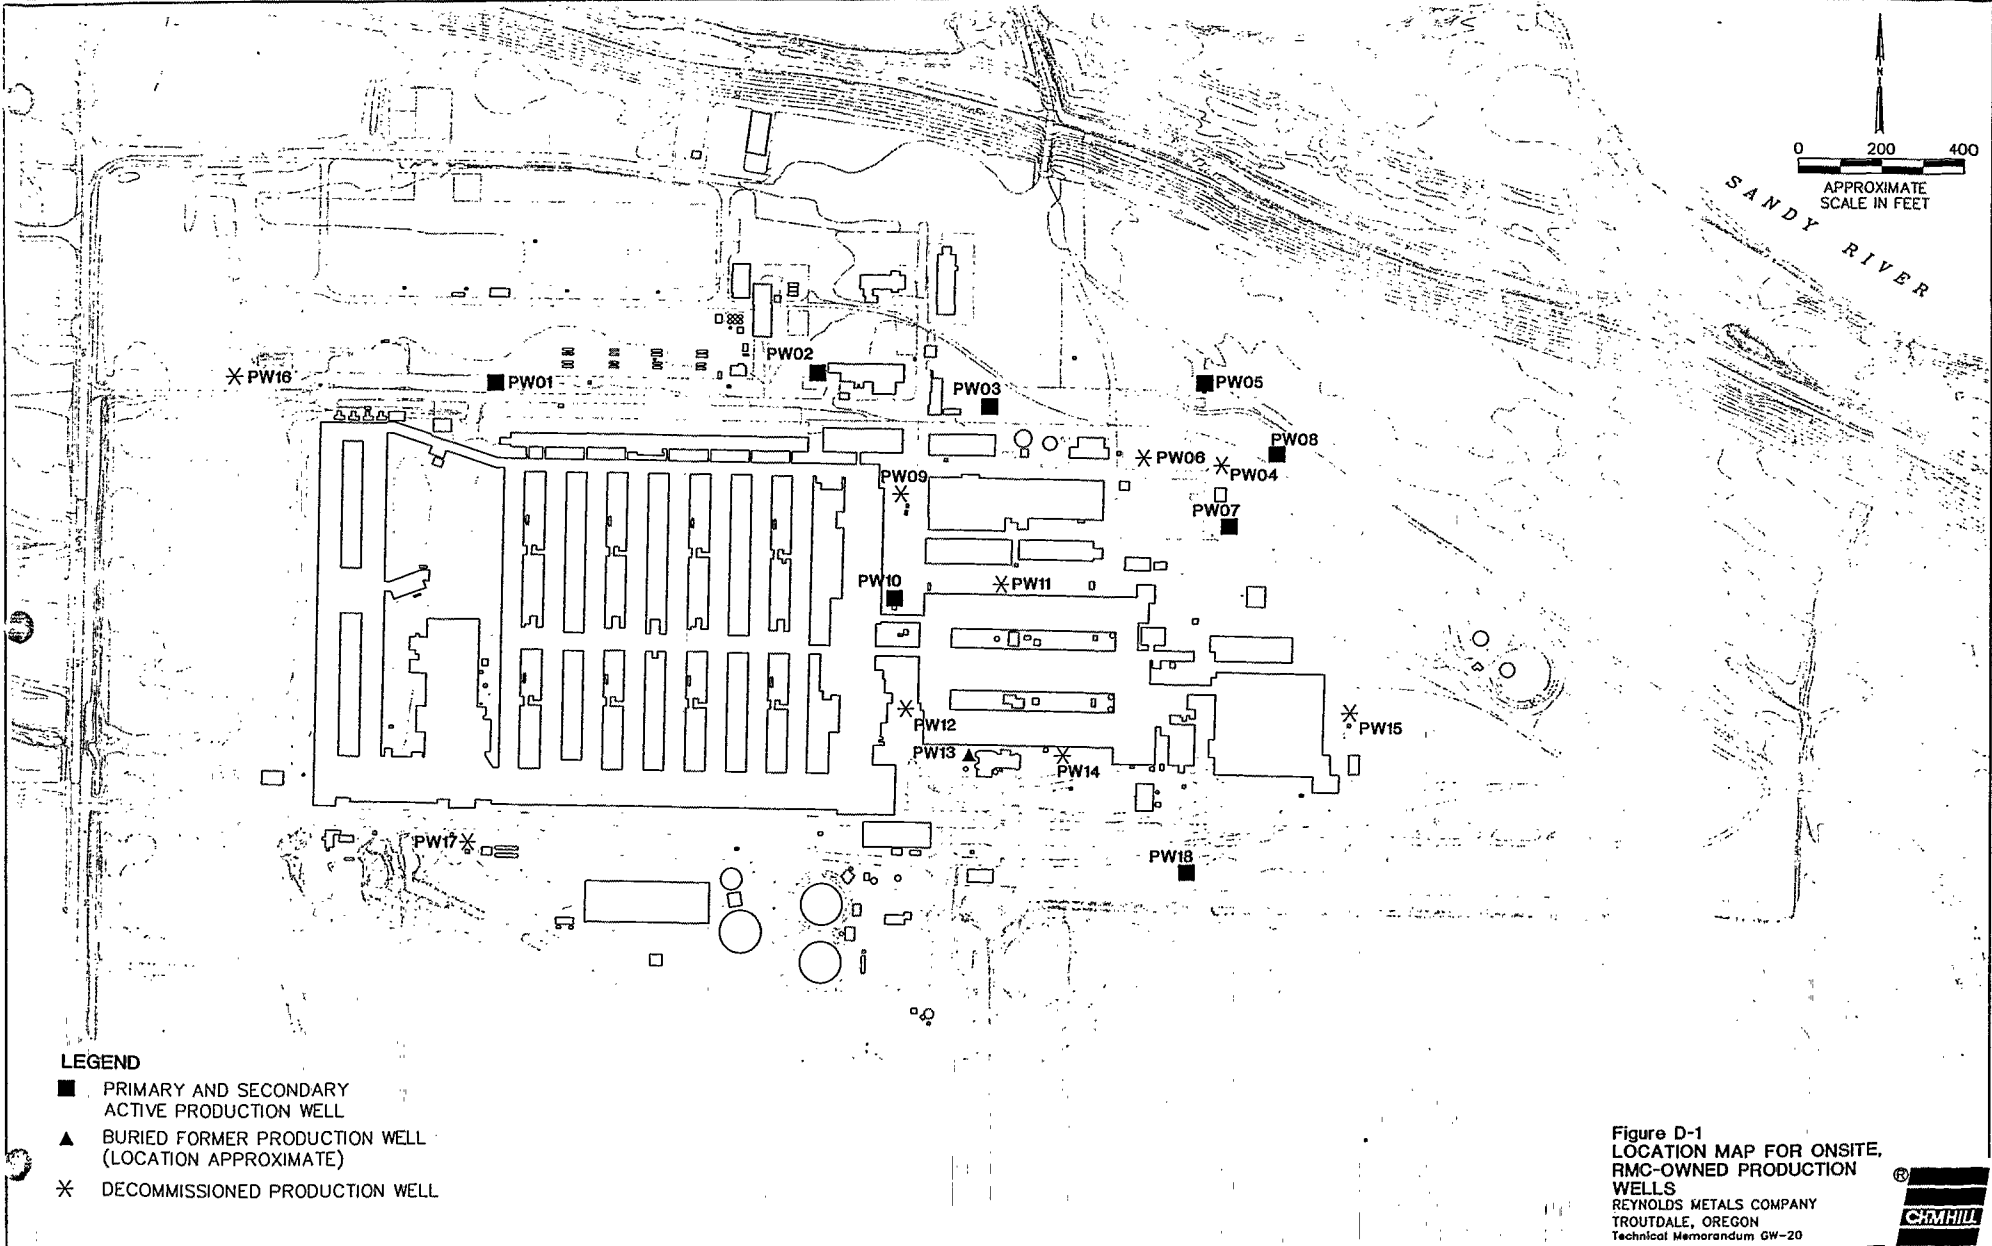 N
0 200 400
APPROXIMATE
SCALE IN FEET
SANDY RIVER
PW02
PW16
PW01
PW03
PW05
PW08
PW06
PW04
PW09
PW07
PW10
PW11
PW12
PW15
PW13
PW14
PW17
PW18
LEGEND
PRIMARY AND SECONDARY
ACTIVE PRODUCTION WELL
BURIED FORMER PRODUCTION WELL
(LOCATION APPROXIMATE)
DECOMMISSIONED PRODUCTION WELL
Figure D-1
LOCATION MAP FOR ONSITE,
RMC-OWNED PRODUCTION
WELLS
REYNOLDS METALS COMPANY
TROUTDALE, OREGON
Technical Memorandum GW-20
®
CH2MHILL